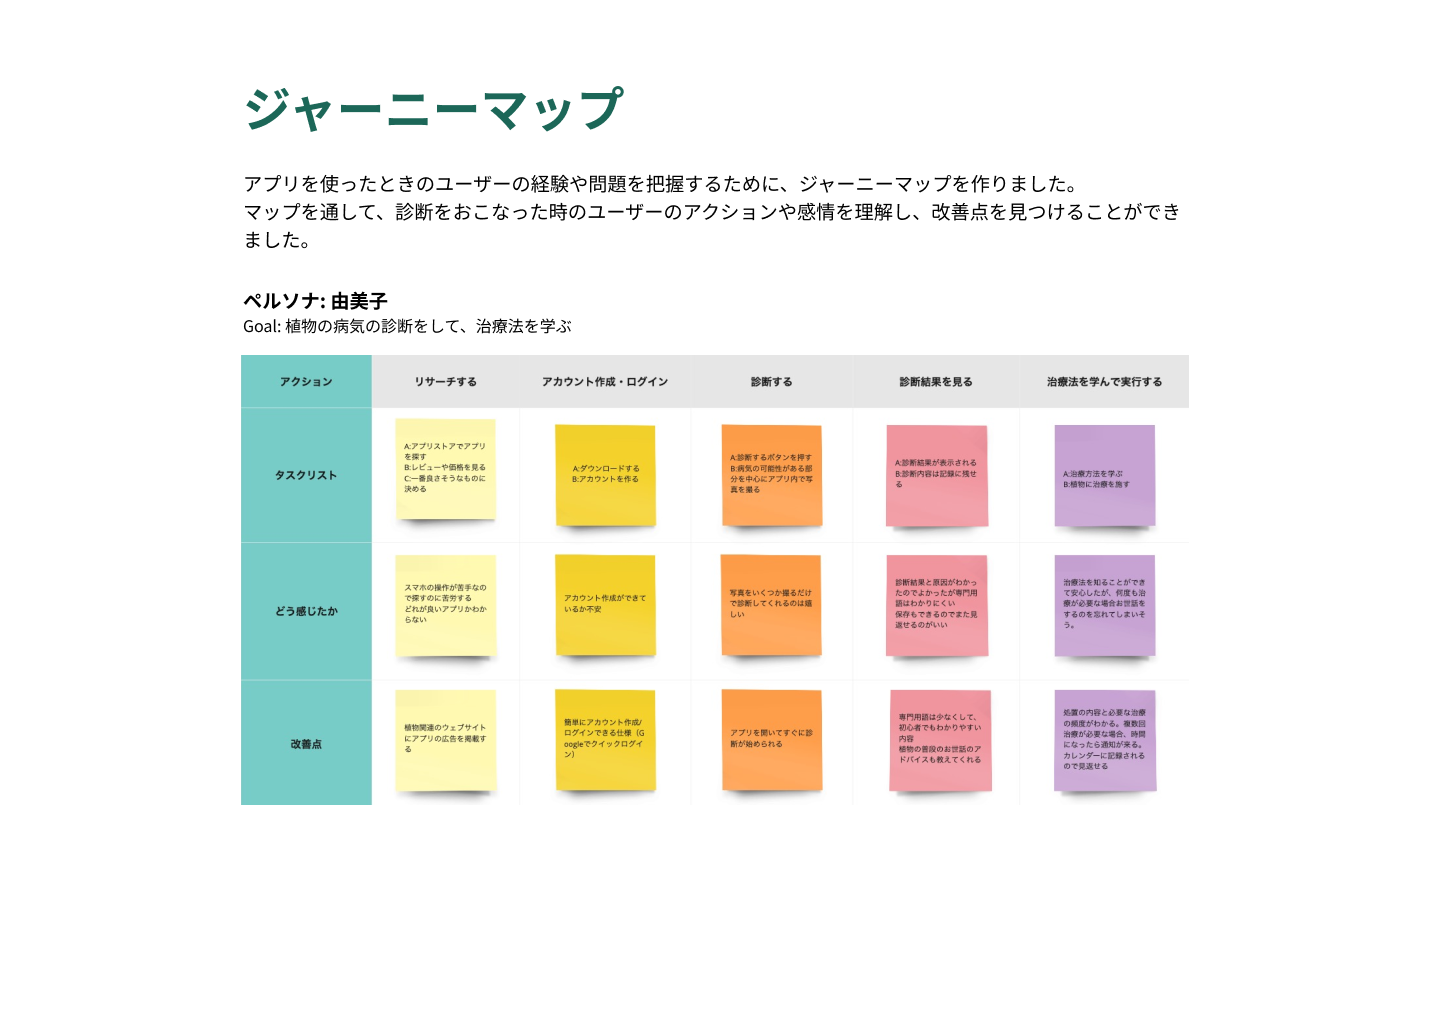 ジャーニーマップ
アプリを使ったときのユーザーの経験や問題を把握するために、ジャーニーマップを作りました。
マップを通して、診断をおこなった時のユーザーのアクションや感情を理解し、改善点を見つけることができ
ました。
ペルソナ: 由美子
Goal: 植物の病気の診断をして、治療法を学ぶ
アクション
リサーチする
アカウント作成・ログイン
診断する
診断結果を見る
治療法を学んで実行する
タスクリスト
A:アプリストアでアプリ
を探す
B:レビューや価格を見る
C:一番良さそうなものに
決める
A:ダウンロードする
B:アカウントを作る
A:診断するボタンを押す
B:病気の可能性がある部
分を中心にアプリ内で写
真を撮る
A:診断結果が表示される
B:診断内容は記録に残せ
る
A:治療方法を学ぶ
B:植物に治療を施す
どう感じたか
スマホの操作が苦手なの
で探すのに苦労する
どれが良いアプリかわか
らない
アカウント作成ができて
いるか不安
写真をいくつか撮るだけ
で診断してくれるのは嬉
しい
診断結果と原因がわかっ
たのでよかったが専門用
語はわかりにくい
保存もできるのでまた見
返せるのがいい
治療法を知ることができ
て安心したが、何度も治
療が必要な場合お世話を
するのを忘れてしまいそ
う。
改善点
植物関連のウェブサイト
にアプリの広告を掲載す
る
簡単にアカウント作成/
ログインできる仕様（G
oogleでクイックログイ
ン）
アプリを開いてすぐに診
断が始められる
専門用語は少なくして、
初心者でもわかりやすい
内容
植物の普段のお世話のア
ドバイスも教えてくれる
処置の内容と必要な治療
の頻度がわかる。複数回
治療が必要な場合、時間
になったら通知が来る。
カレンダーに記録される
ので見返せる